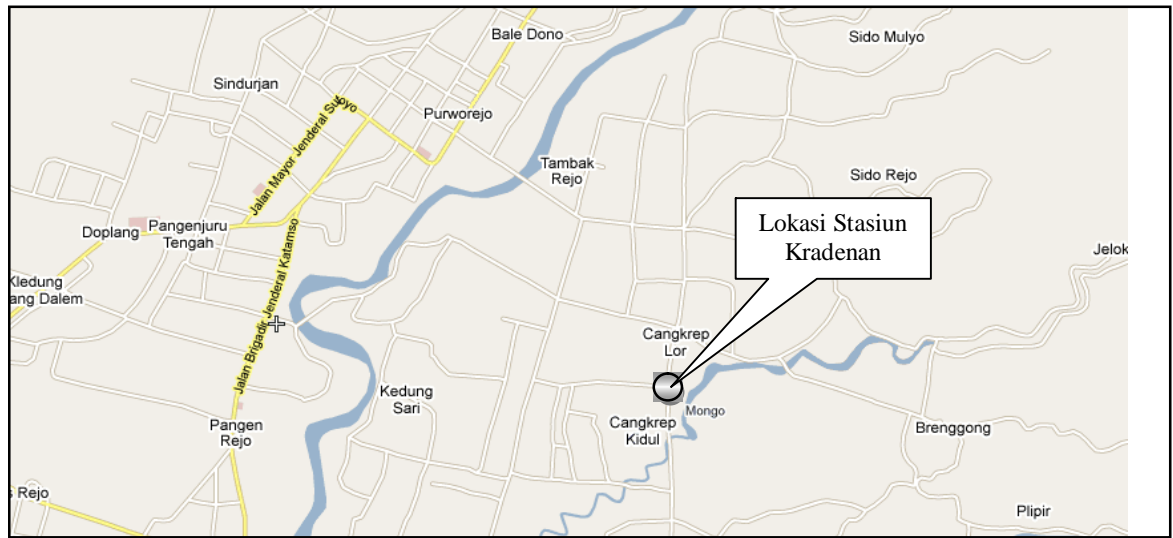 Bale Dono
Sido Mulyo
Sindurjan
Jalan Mayor Jenderal Sutoyo
Purworejo
Tambak
Rejo
Sido Rejo
Lokasi Stasiun
Kradenan
Doplang
Pangenjuru
Tengah
Jelok
Kledung
ang Dalem
Jalan Brigadir Jenderal Katamso
Cangkrep
Lor
Kedung
Sari
Mongo
Cangkrep
Kidul
Pangen
Rejo
Brenggong
s Rejo
Plipir